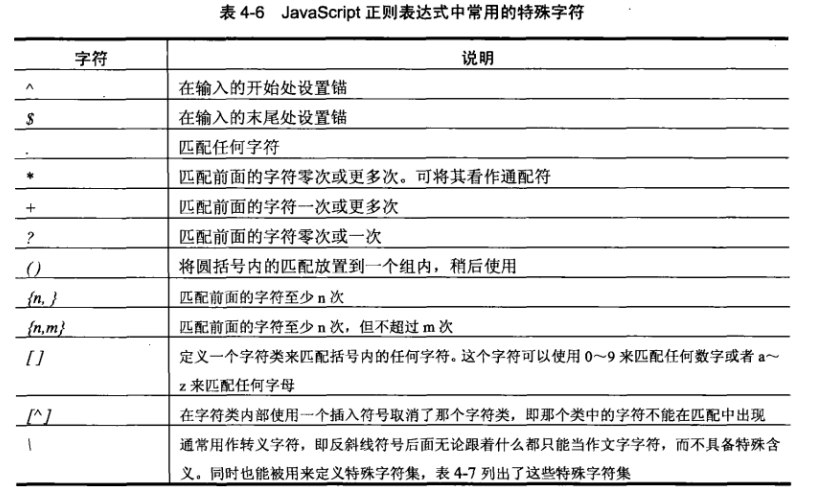 表 4-6 JavaScript 正则表达式中常用的特殊字符
字符 说明
^ 在输入的开始处设置锚
$ 在输入的末尾处设置锚
. 匹配任何字符
* 匹配前面的字符零次或更多次。可将其看作通配符
+ 匹配前面的字符一次或更多次
? 匹配前面的字符零次或一次
() 将圆括号内的匹配放置到一个组内，稍后使用
{n, } 匹配前面的字符至少 n 次
{n,m} 匹配前面的字符至少 n 次，但不超过 m 次
[ ] 定义一个字符类来匹配括号内的任何字符。这个字符可以使用 0～9 来匹配任何数字或者 a～
z 来匹配任何字母
[^ ] 在字符类内部使用一个插入符号取消了那个字符类，即那个类中的字符不能在匹配中出现
\ 通常用作转义字符，即反斜线符号后面无论跟着什么都只能当作文字字符，而不具备特殊含
义。同时也能被用来定义特殊字符集，表 4-7 列出了这些特殊字符集